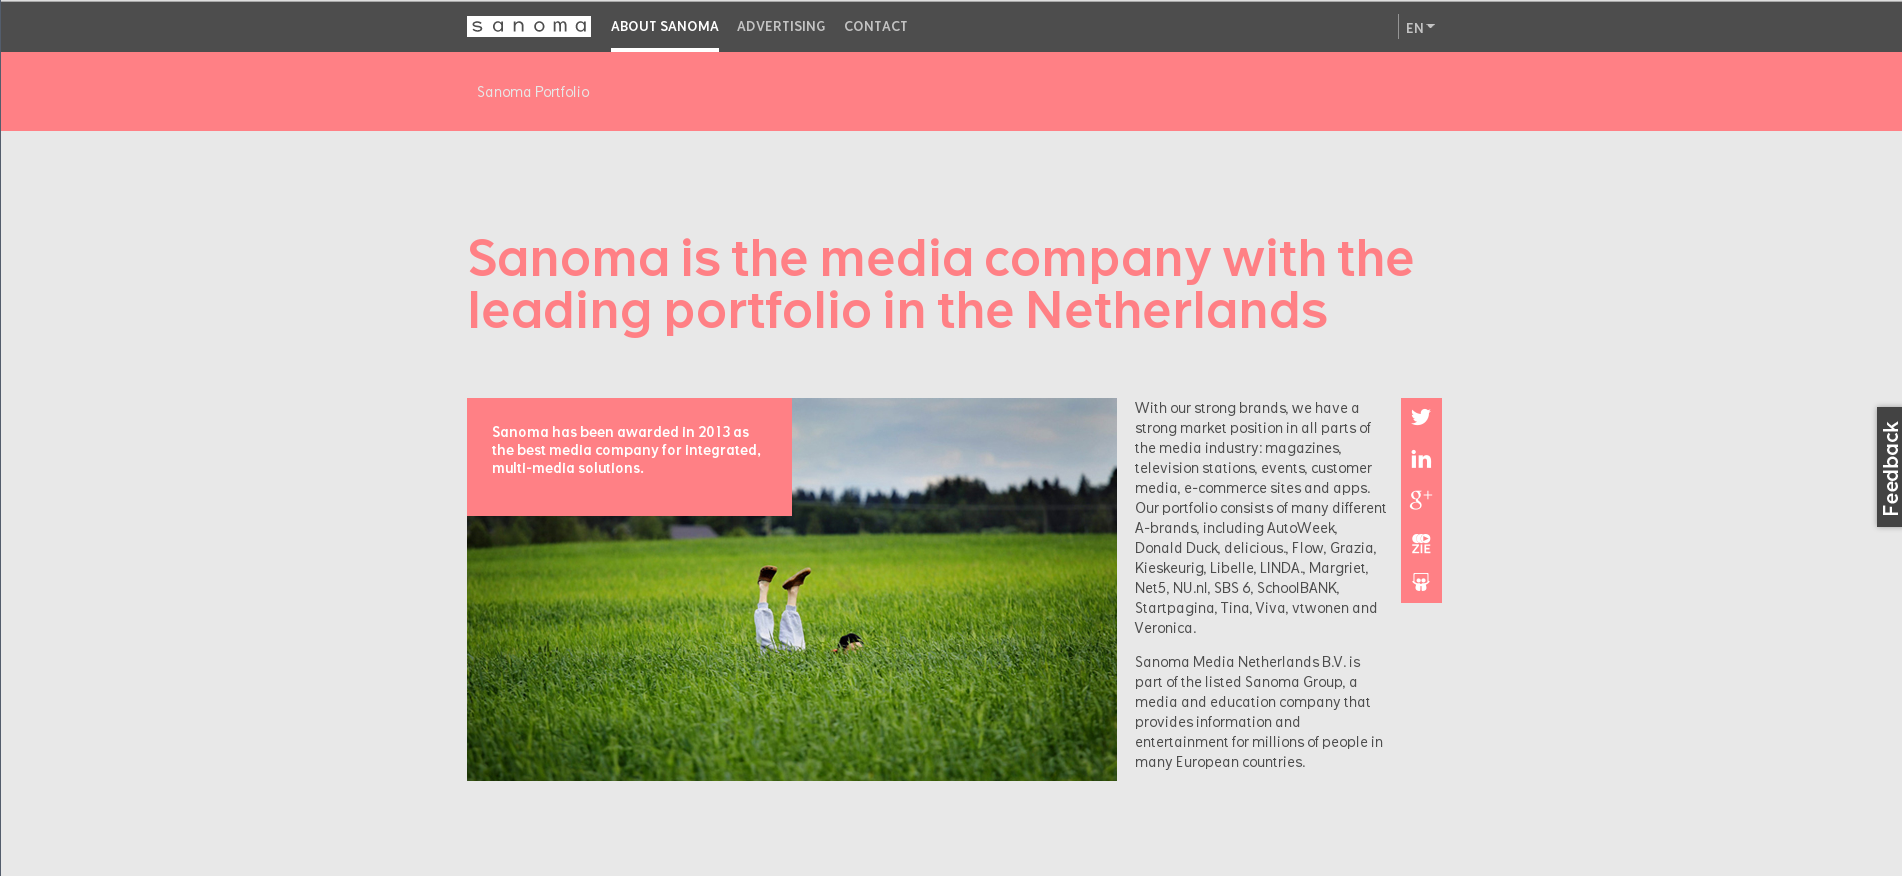 sanoma ABOUT SANOMA ADVERTISING CONTACT EN
Sanoma Portfolio
Sanoma is the media company with the
leading portfolio in the Netherlands
Sanoma has been awarded in 2013 as
the best media company for integrated,
multi-media solutions.
With our strong brands, we have a
strong market position in all parts of
the media industry: magazines,
television stations, events, customer
media, e-commerce sites and apps.
Our portfolio consists of many different
A-brands, including AutoWeek,
Donald Duck, delicious., Flow, Grazia,
Kieskeurig, Libelle, LINDA., Margriet,
Net5, NU.nl, SBS 6, SchoolBANK,
Startpagina, Tina, Viva, vtwonen and
Veronica.
Sanoma Media Netherlands B.V. is
part of the listed Sanoma Group, a
media and education company that
provides information and
entertainment for millions of people in
many European countries.
in
g+
ZIE
Feedback